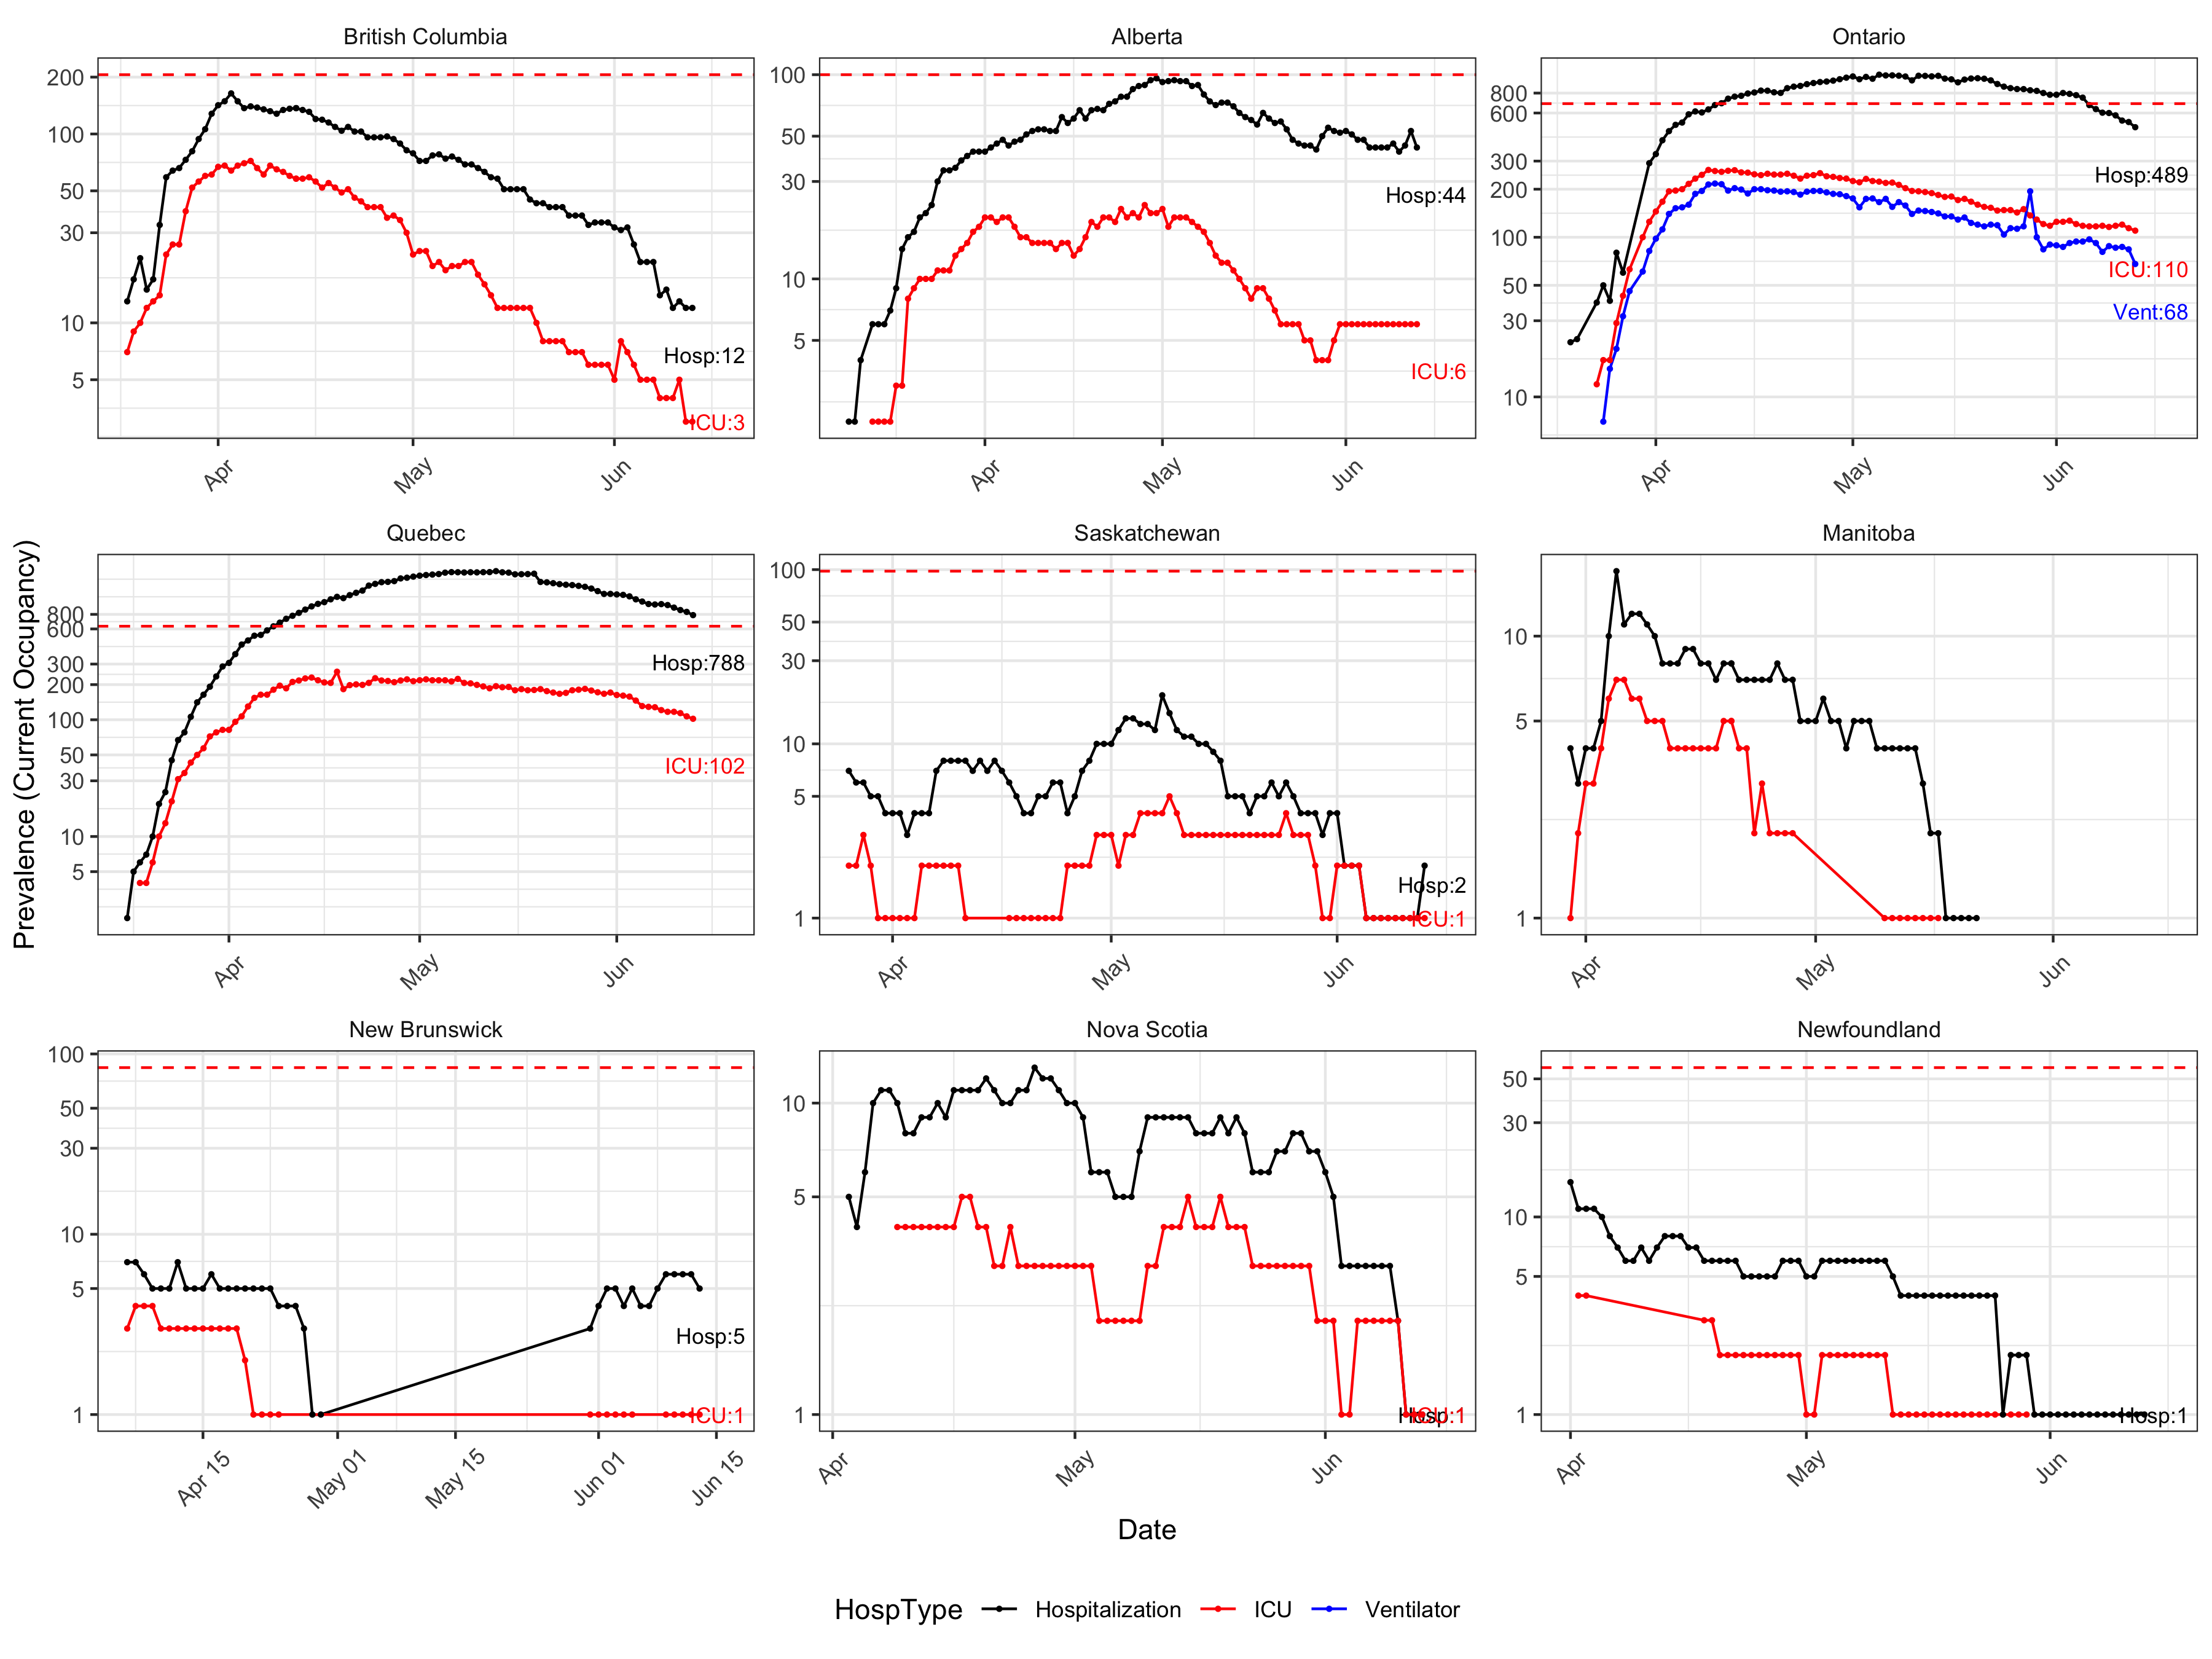 British Columbia
Alberta
Ontario
200
100
50
30
10
5
Hosp:12
ICU:3
Apr
May
Jun
100
50
30
10
5
Hosp:44
ICU:6
Apr
May
Jun
800
600
300
200
100
50
30
10
Hosp:489
ICU:110
Vent:68
Apr
May
Jun
Prevalence (Current Occupancy)
Quebec
Saskatchewan
Manitoba
800
600
300
200
100
50
30
10
5
Hosp:788
ICU:102
Apr
May
Jun
100
50
30
10
5
1
Hosp:2
ICU:1
Apr
May
Jun
10
5
1
Apr
May
Jun
New Brunswick
Nova Scotia
Newfoundland
100
50
30
10
5
1
Hosp:5
ICU:1
Apr 15
May 01
May 15
Jun 01
Jun 15
10
5
1
ICU:1
Apr
May
Jun
50
30
10
5
1
Hosp:1
Apr
May
Jun
Date
HospType Hospitalization ICU Ventilator